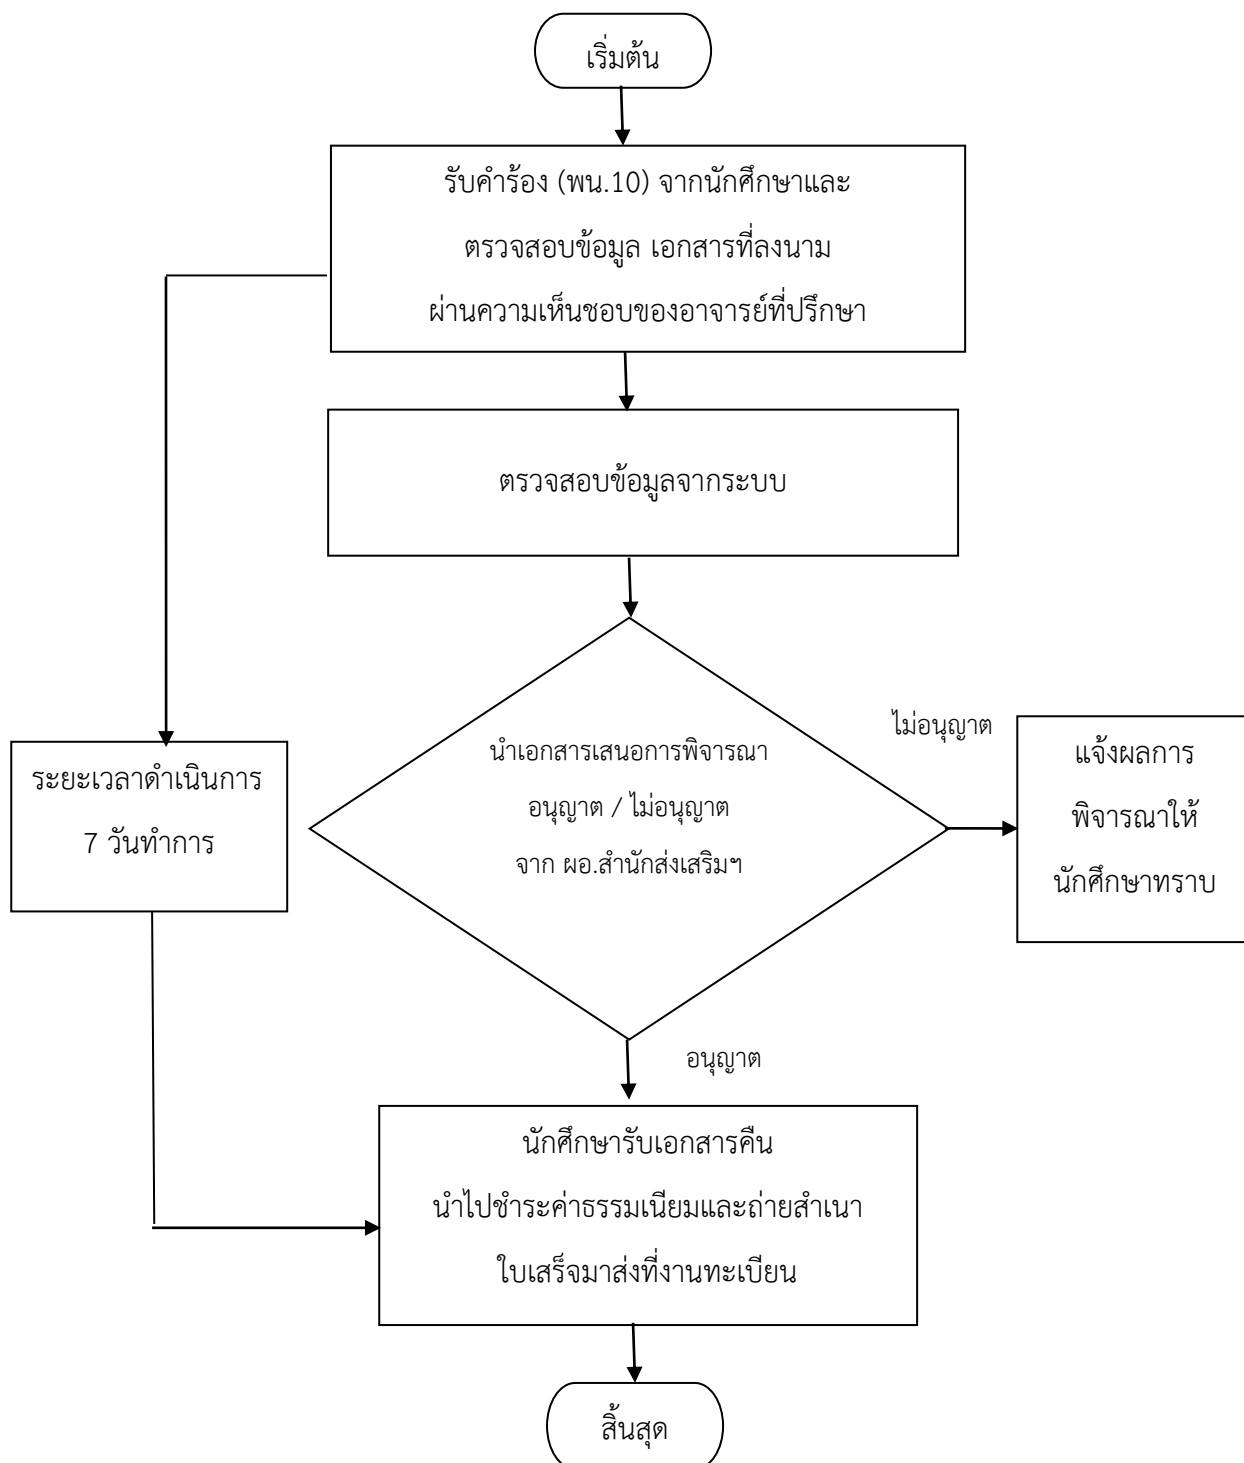 เริ่มต้น
รับคำร้อง (พน.10) จากนักศึกษาและ
ตรวจสอบข้อมูล เอกสารที่ลงนาม
ผ่านความเห็นชอบของอาจารย์ที่ปรึกษา
ตรวจสอบข้อมูลจากระบบ
ระยะเวลาดำเนินการ
7 วันทำการ
นำเอกสารเสนอการพิจารณา
อนุญาต / ไม่อนุญาต
จาก ผอ.สำนักส่งเสริมฯ
ไม่อนุญาต
แจ้งผลการ
พิจารณาให้
นักศึกษาทราบ
อนุญาต
นักศึกษารับเอกสารคืน
นำไปชำระค่าธรรมเนียมและถ่ายสำเนา
ใบเสร็จมาส่งที่งานทะเบียน
สิ้นสุด